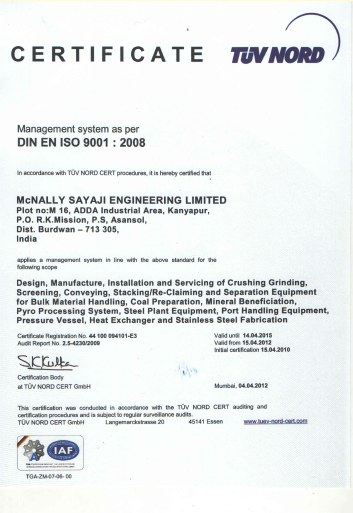 CERTIFICATE TÜV NORD
Management system as per
DIN EN ISO 9001 : 2008
In accordance with TÜV NORD CERT procedures, it is hereby certified that
McNALLY SAYAJI ENGINEERING LIMITED
Plot no:M 16, ADDA Industrial Area, Kanyapur,
P.O. R.K.Mission, P.S, Asansol,
Dist. Burdwan – 713 305,
India
applies a management system in line with the above standard for the
following scope
Design, Manufacture, Installation and Servicing of Crushing Grinding,
Screening, Conveying, Stacking/Re-Claiming and Separation Equipment
for Bulk Material Handling, Coal Preparation, Mineral Beneficiation,
Pyro Processing System, Steel Plant Equipment, Port Handling Equipment,
Pressure Vessel, Heat Exchanger and Stainless Steel Fabrication
Certificate Registration No. 44 100 094101-E3 Valid until 14.04.2015
Audit Report No. 2.5-4230/2009 Valid from 15.04.2012
Initial certification 15.04.2010
Certification Body
at TÜV NORD CERT GmbH Mumbai, 04.04.2012
This certification was conducted in accordance with the TÜV NORD CERT auditing and
certification procedures and is subject to regular surveillance audits.
TÜV NORD CERT GmbH Langemarckstrasse 20 45141 Essen www.tuev-nord-cert.com
IAF
TGA-ZM-07-06-00